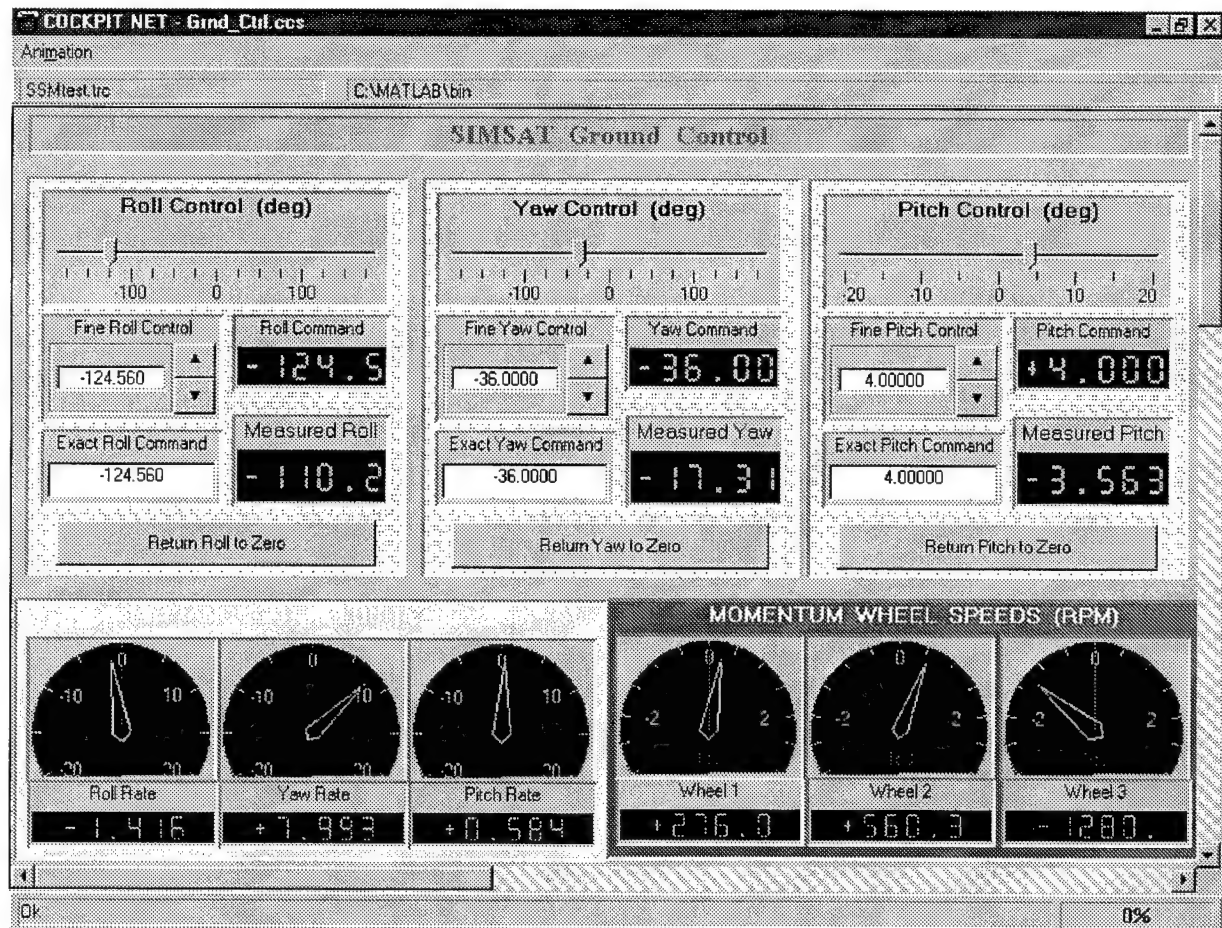 COCKPIT NET - Grnd_Ctrl.ccs
Animation
SSMtest.trc C:\MATLAB\bin
SIMSAT Ground Control
Roll Control (deg)
-100 0 100
Fine Roll Control
-124.560
Roll Command
-124.5
Exact Roll Command
-124.560
Measured Roll
-110.2
Return Roll to Zero
Yaw Control (deg)
-100 0 100
Fine Yaw Control
-36.0000
Yaw Command
-36.00
Exact Yaw Command
-36.0000
Measured Yaw
-17.31
Return Yaw to Zero
Pitch Control (deg)
-20 -10 0 10 20
Fine Pitch Control
4.00000
Pitch Command
+4.000
Exact Pitch Command
4.00000
Measured Pitch
-3.563
Return Pitch to Zero
0
-10 10
-20 20
Roll Rate
-1.416
0
-10 10
-20 20
Yaw Rate
+7.993
0
-10 10
-20 20
Pitch Rate
+0.584
MOMENTUM WHEEL SPEEDS (RPM)
0
-2 2
Wheel 1
+276.0
0
-2 2
Wheel 2
+560.3
0
-2 2
Wheel 3
-1280.
Ok 0%